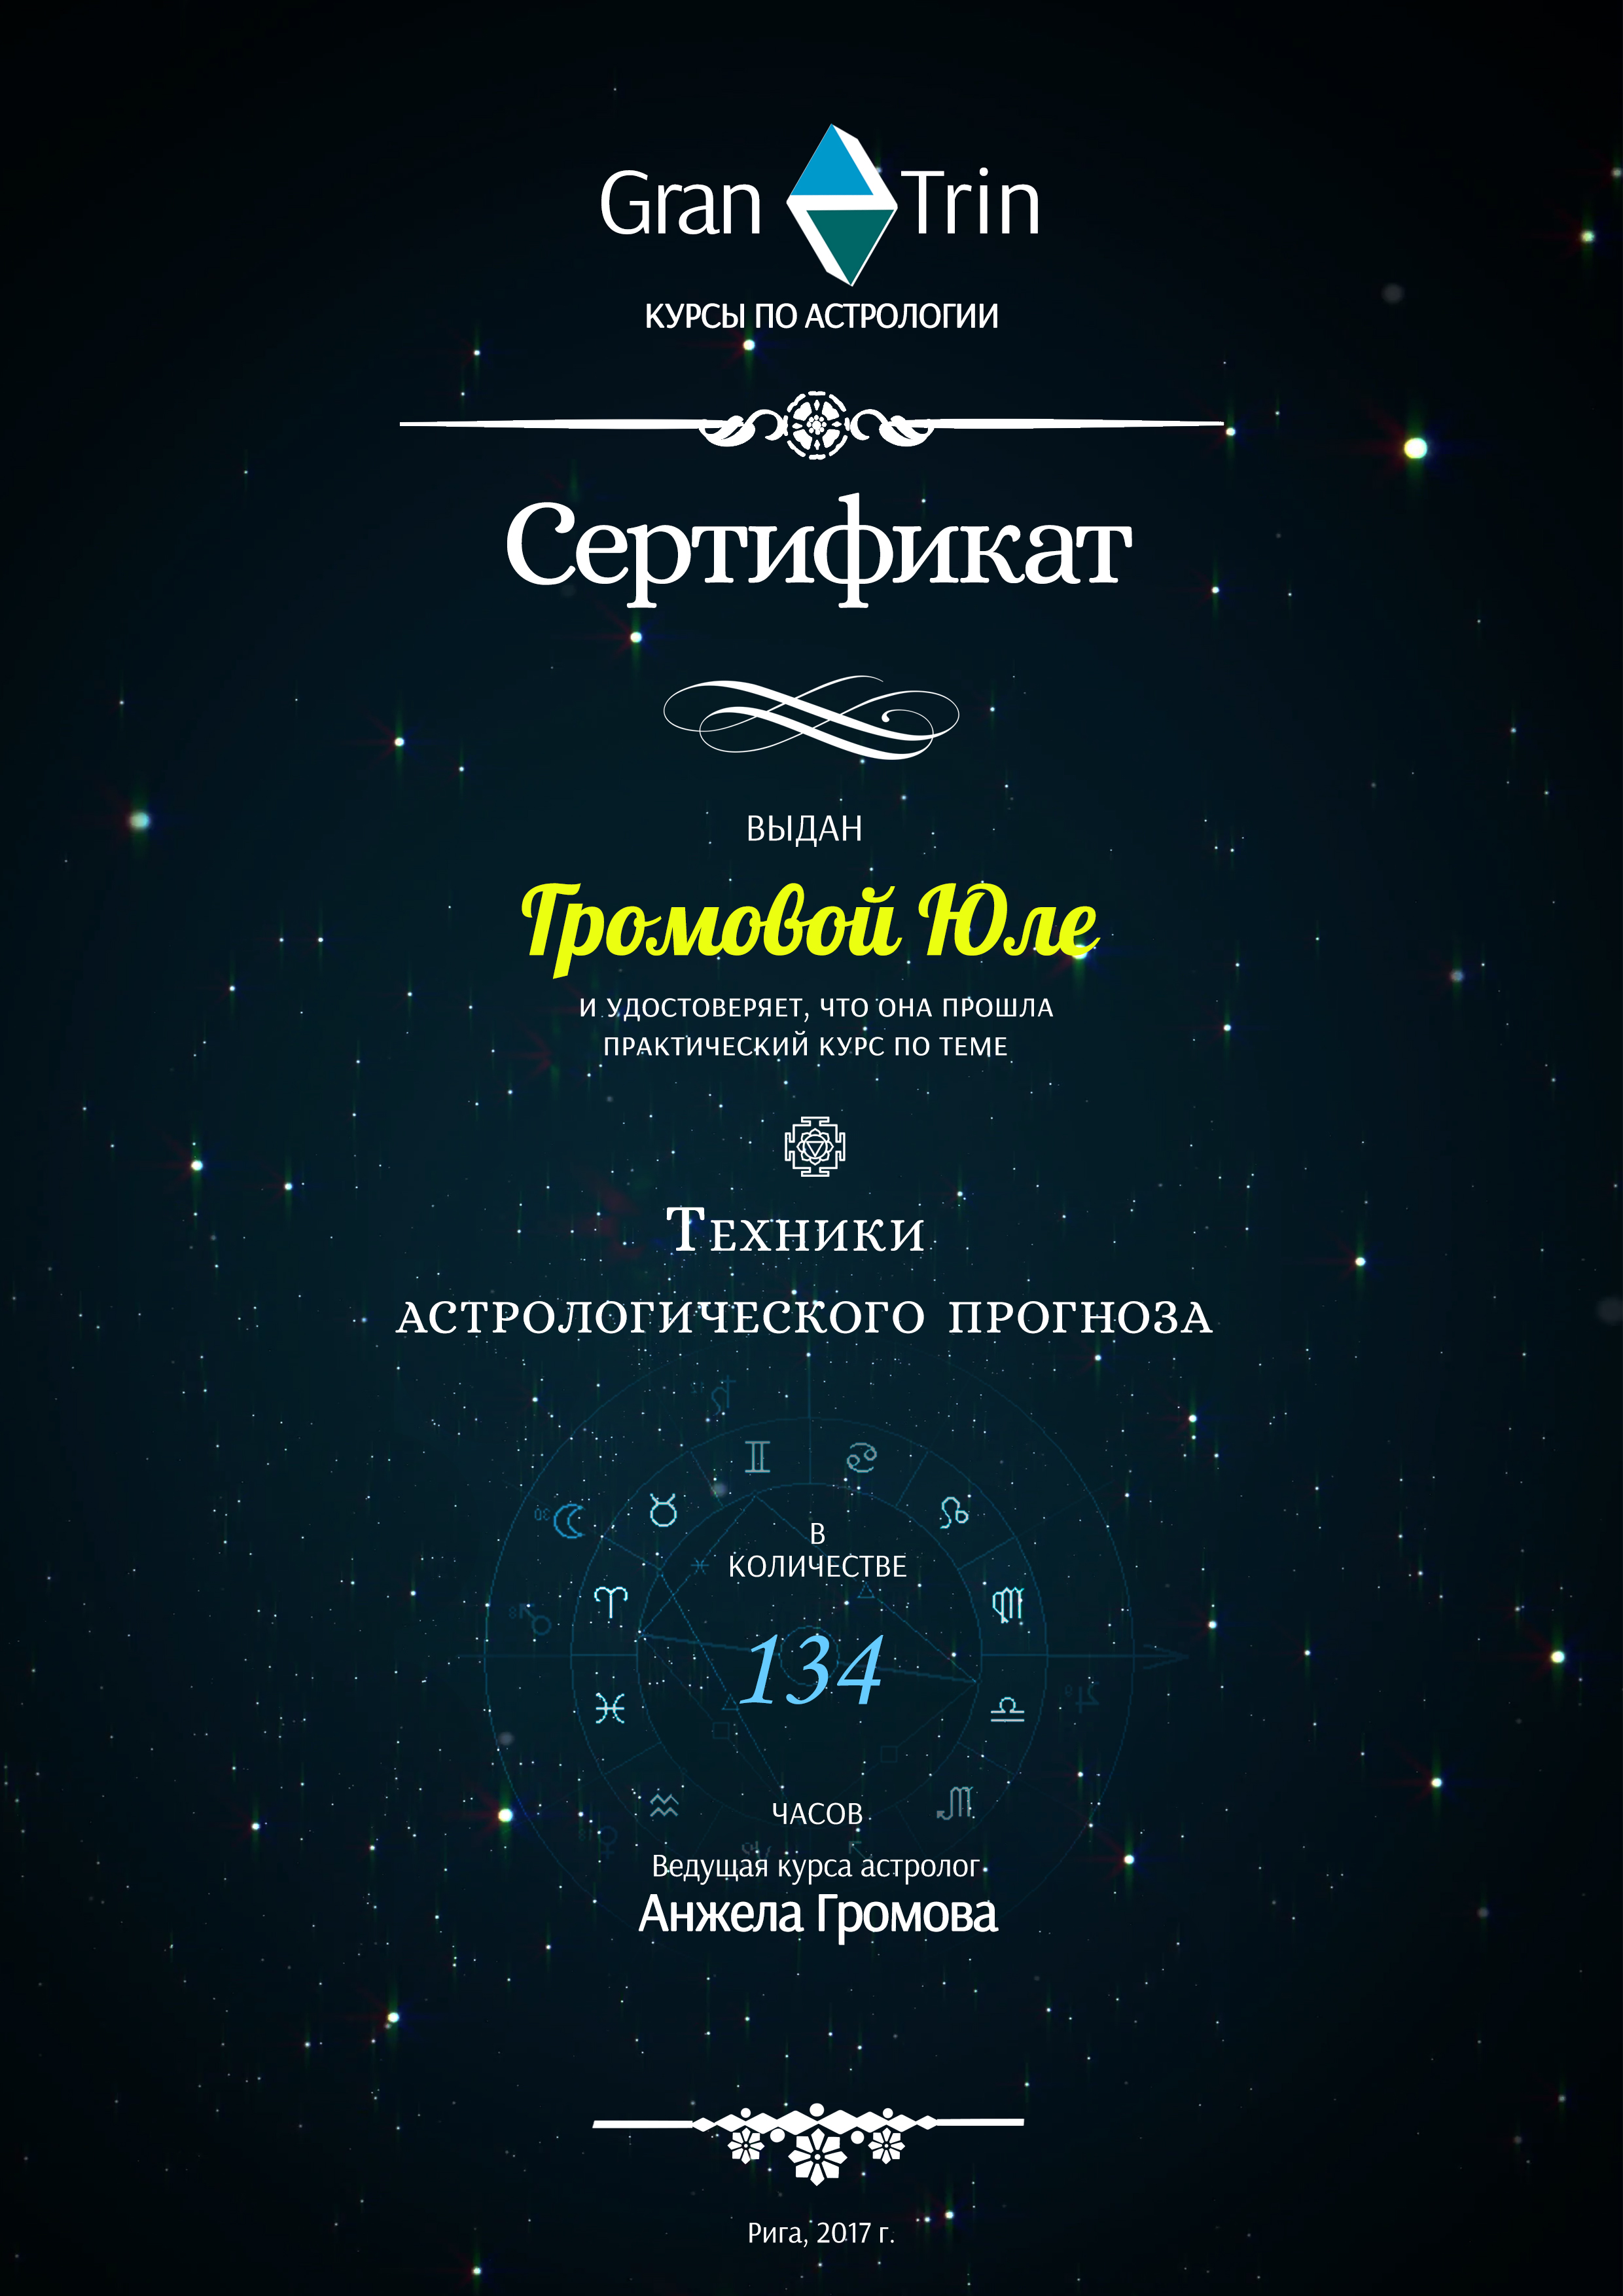 Gran Trin
КУРСЫ ПО АСТРОЛОГИИ
Сертификат
ВЫДАН
Громовой Юле
И УДОСТОВЕРЯЕТ, ЧТО ОНА ПРОШЛА
ПРАКТИЧЕСКИЙ КУРС ПО ТЕМЕ
Техники
АСТРОЛОГИЧЕСКОГО ПРОГНОЗА
В
КОЛИЧЕСТВЕ
134
ЧАСОВ
Ведущая курса астролог
Анжела Громова
Рига, 2017 г.